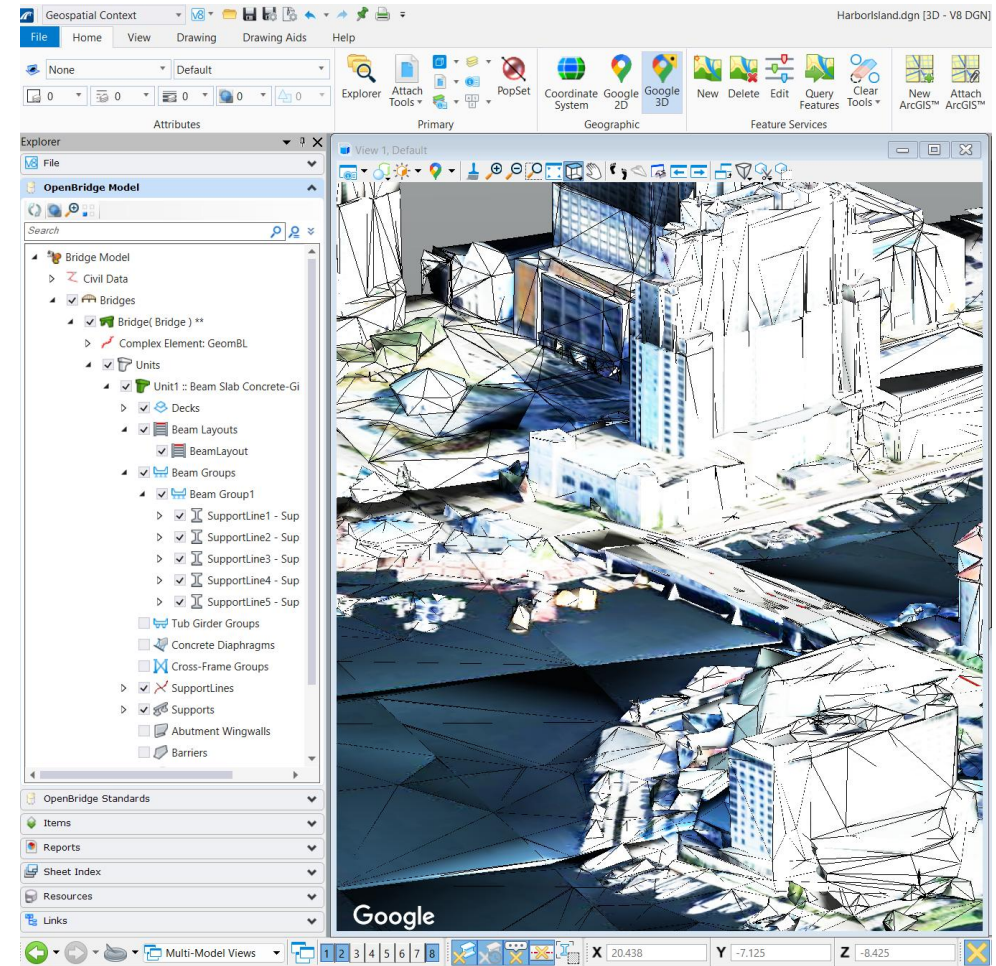 Geospatial Context
HarborIsland.dgn [3D - V8 DGN]
File Home View Drawing Drawing Aids Help
None Default
0 0 0 0 0
Attributes
Explorer Attach Tools PopSet
Primary
Coordinate System Google 2D Google 3D
Geographic
New Delete Edit Query Features Clear Tools
Feature Services
New ArcGIS™ Attach ArcGIS™
Explorer
File
OpenBridge Model
Search
Bridge Model
Civil Data
Bridges
Bridge( Bridge ) **
Complex Element: GeomBL
Units
Unit1 :: Beam Slab Concrete-Gi
Decks
Beam Layouts
BeamLayout
Beam Groups
Beam Group1
SupportLine1 - Sup
SupportLine2 - Sup
SupportLine3 - Sup
SupportLine4 - Sup
SupportLine5 - Sup
Tub Girder Groups
Concrete Diaphragms
Cross-Frame Groups
SupportLines
Supports
Abutment Wingwalls
Barriers
OpenBridge Standards
Items
Reports
Sheet Index
Resources
Links
View 1, Default
Google
Multi-Model Views 1 2 3 4 5 6 7 8 X 20.438 Y -7.125 Z -8.425